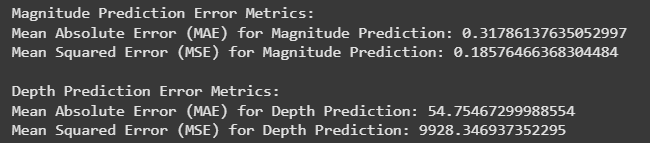 Magnitude Prediction Error Metrics:
Mean Absolute Error (MAE) for Magnitude Prediction: 0.31786137635052997
Mean Squared Error (MSE) for Magnitude Prediction: 0.18576466368304484
Depth Prediction Error Metrics:
Mean Absolute Error (MAE) for Depth Prediction: 54.75467299988554
Mean Squared Error (MSE) for Depth Prediction: 9928.346937352295